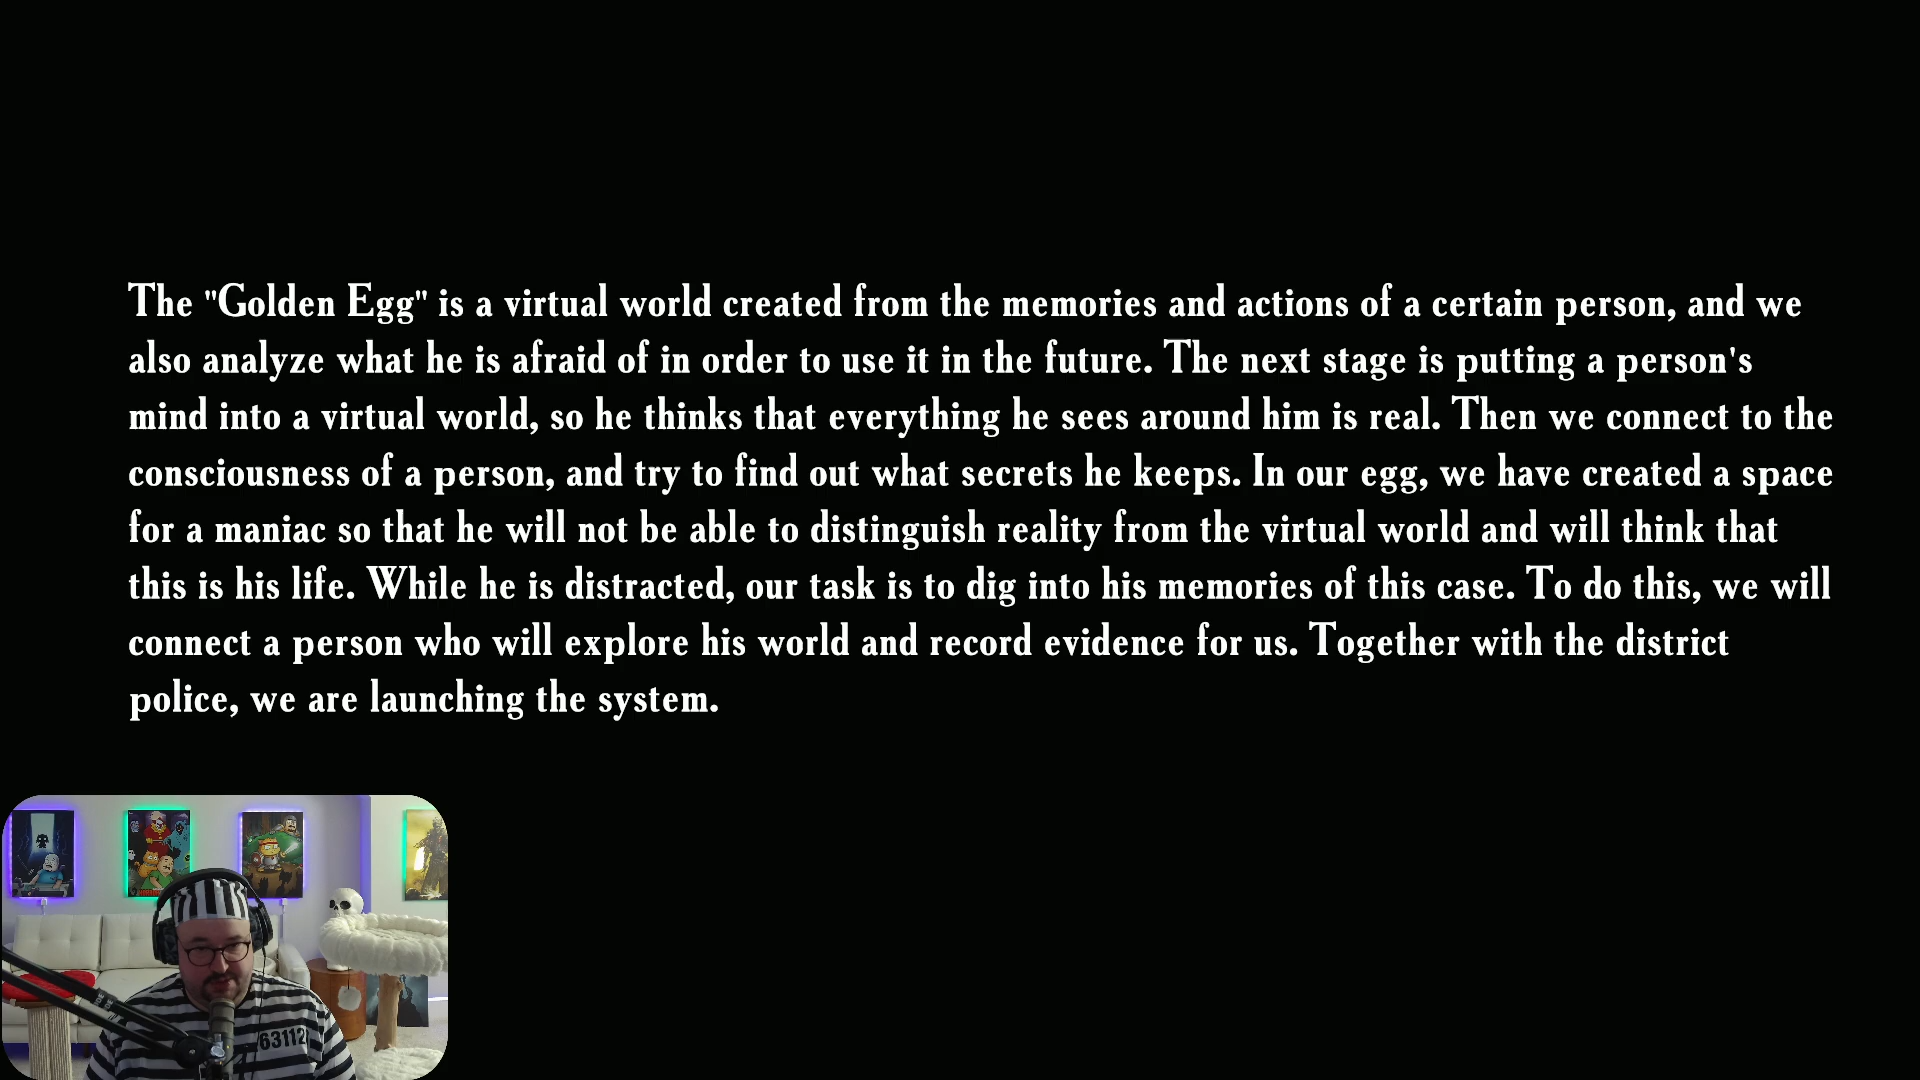 The "Golden Egg" is a virtual world created from the memories and actions of a certain person, and we
also analyze what he is afraid of in order to use it in the future. The next stage is putting a person's
mind into a virtual world, so he thinks that everything he sees around him is real. Then we connect to the
consciousness of a person, and try to find out what secrets he keeps. In our egg, we have created a space
for a maniac so that he will not be able to distinguish reality from the virtual world and will think that
this is his life. While he is distracted, our task is to dig into his memories of this case. To do this, we will
connect a person who will explore his world and record evidence for us. Together with the district
police, we are launching the system.
63112